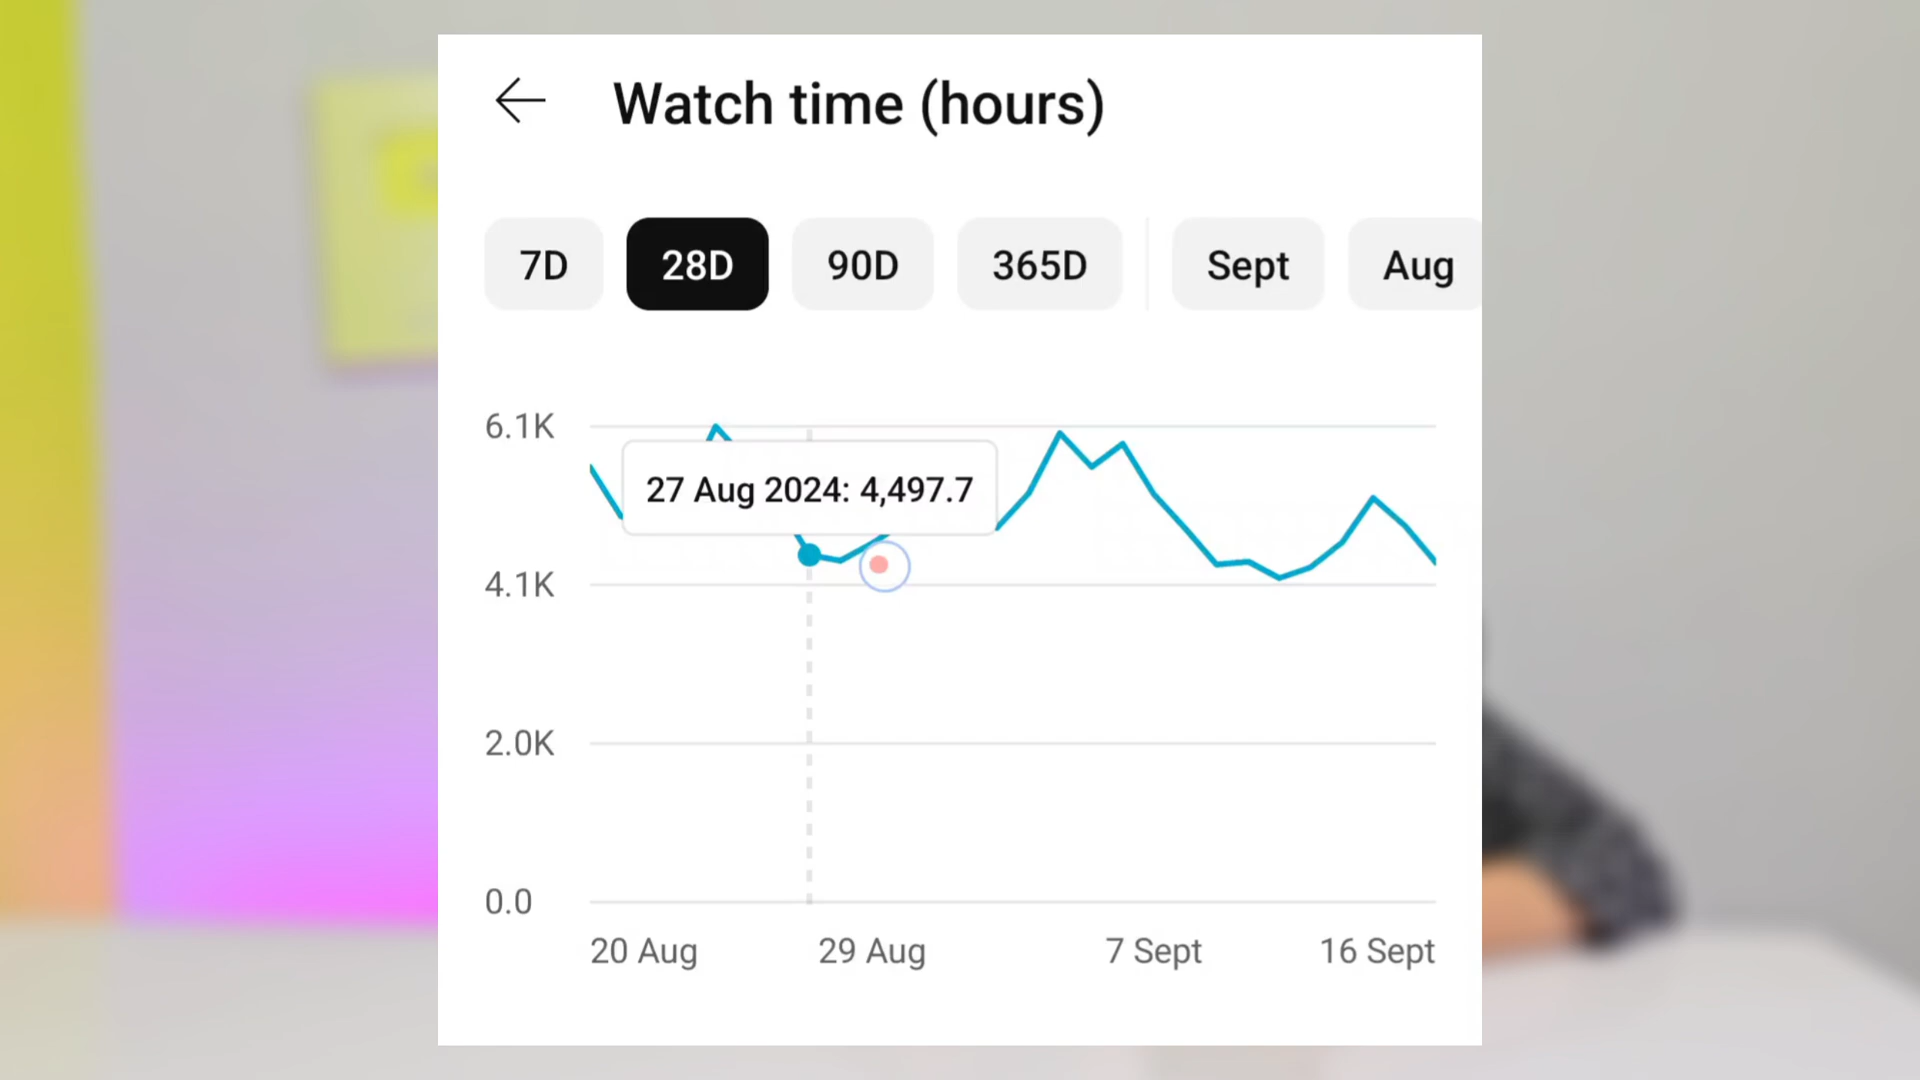 Watch time (hours)
7D 28D 90D 365D Sept Aug
6.1K
27 Aug 2024: 4,497.7
4.1K
2.0K
0.0
20 Aug 29 Aug 7 Sept 16 Sept